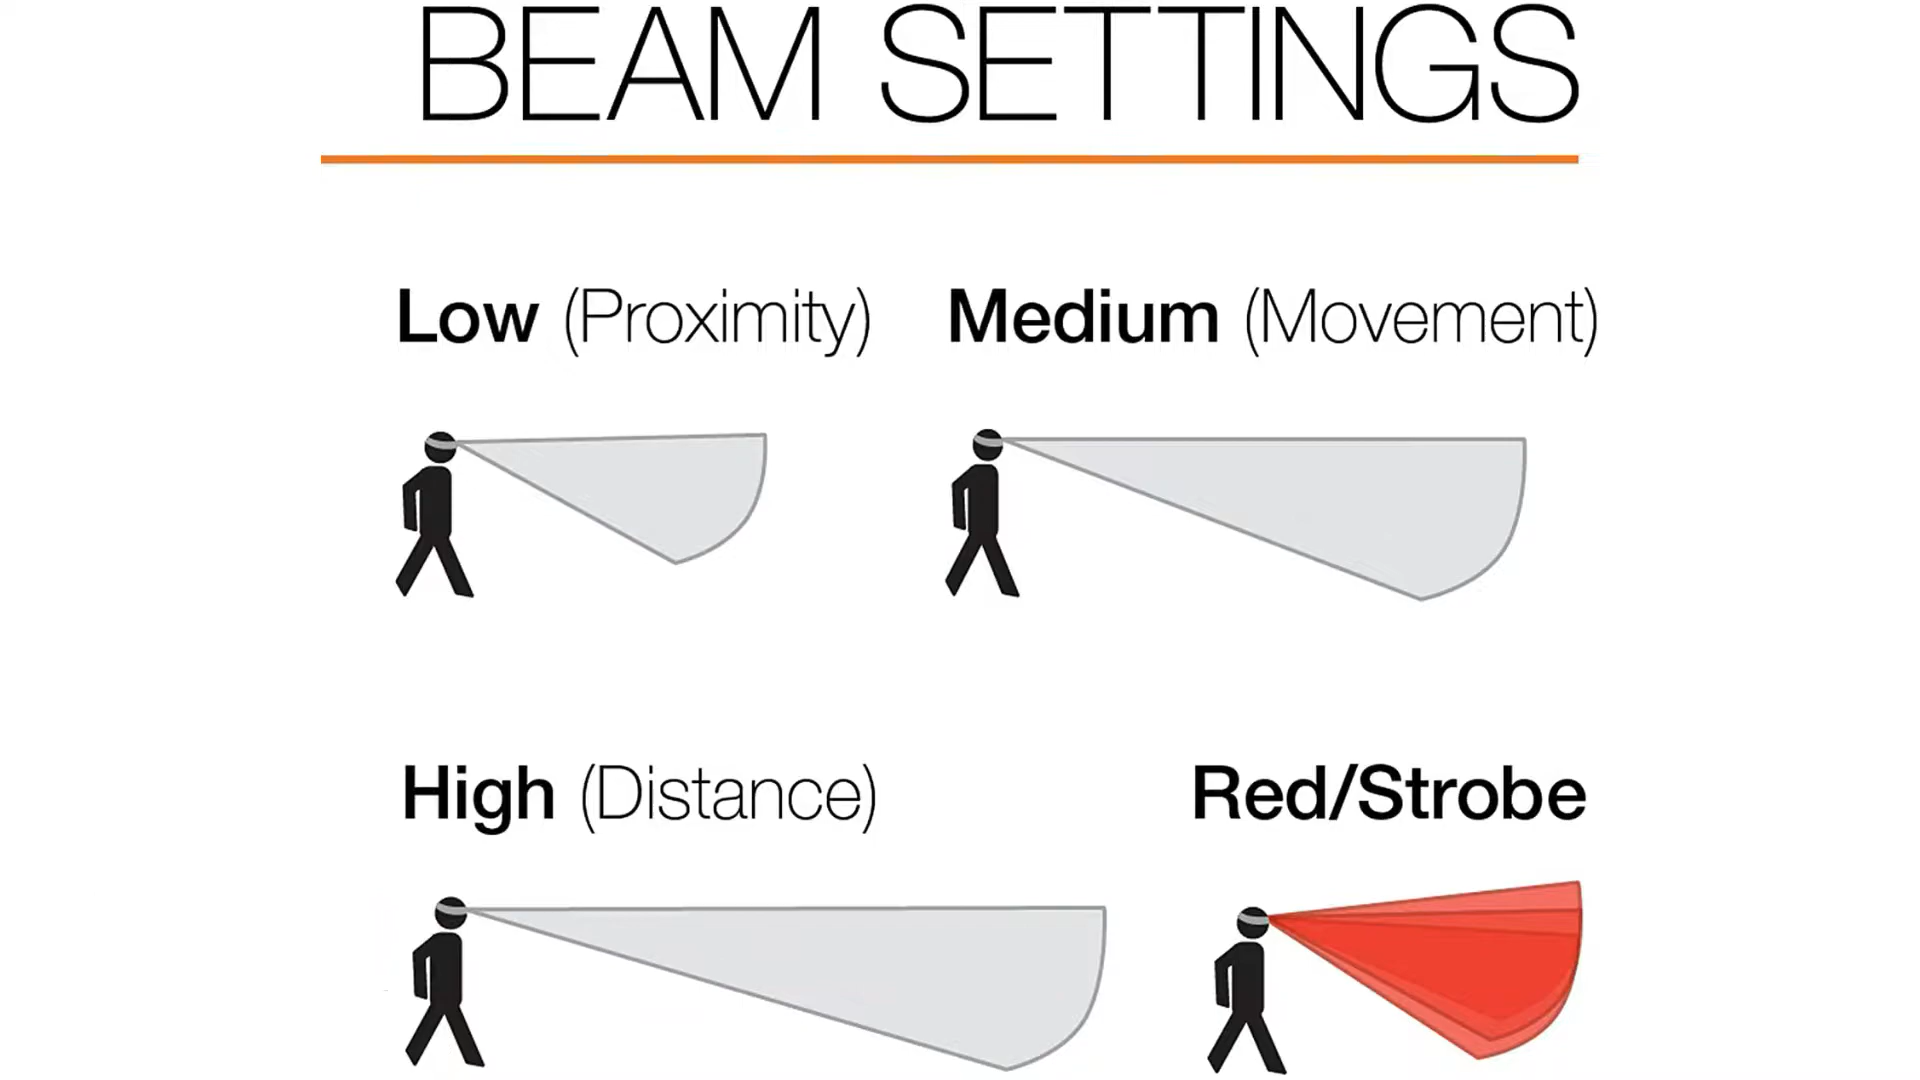 BEAM SETTINGS
Low (Proximity)
Medium (Movement)
High (Distance)
Red/Strobe